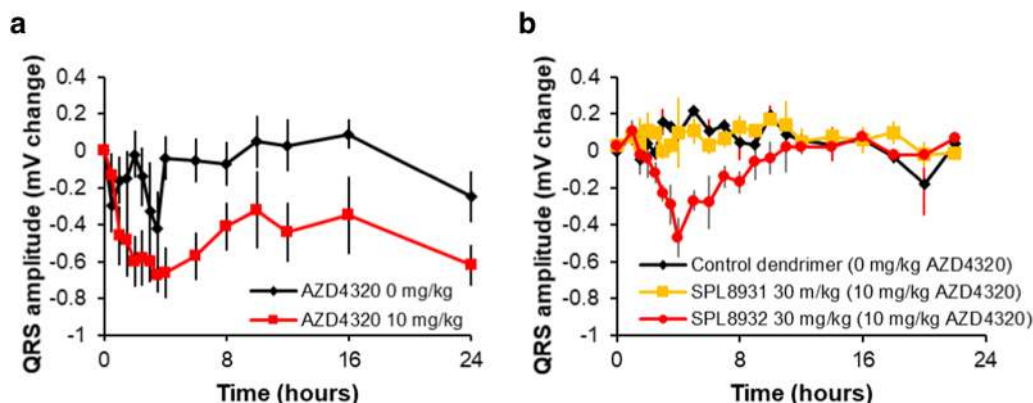 a
QRS amplitude (mV change)
0.4
0.2
0
-0.2
-0.4
-0.6
-0.8
-1
AZD4320 0 mg/kg
AZD4320 10 mg/kg
0 8 16 24
Time (hours)
b
QRS amplitude (mV change)
0.4
0.2
0
-0.2
-0.4
-0.6
-0.8
-1
Control dendrimer (0 mg/kg AZD4320)
SPL8931 30 m/kg (10 mg/kg AZD4320)
SPL8932 30 mg/kg (10 mg/kg AZD4320)
0 8 16 24
Time (hours)